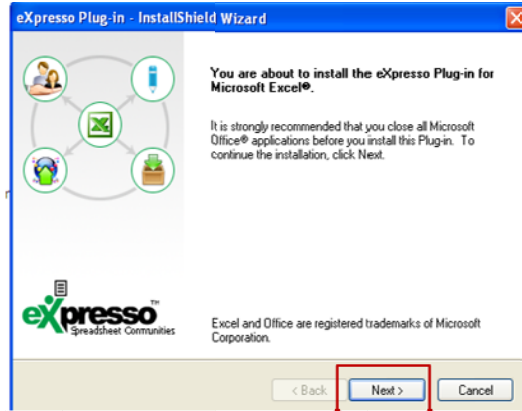 eXpresso Plug-in - InstallShield Wizard
You are about to install the eXpresso Plug-in for
Microsoft Excel®.
It is strongly recommended that you close all Microsoft
Office® applications before you install this Plug-in. To
continue the installation, click Next.
eXpresso™
Spreadsheet Communities
Excel and Office are registered trademarks of Microsoft
Corporation.
< Back
Next >
Cancel